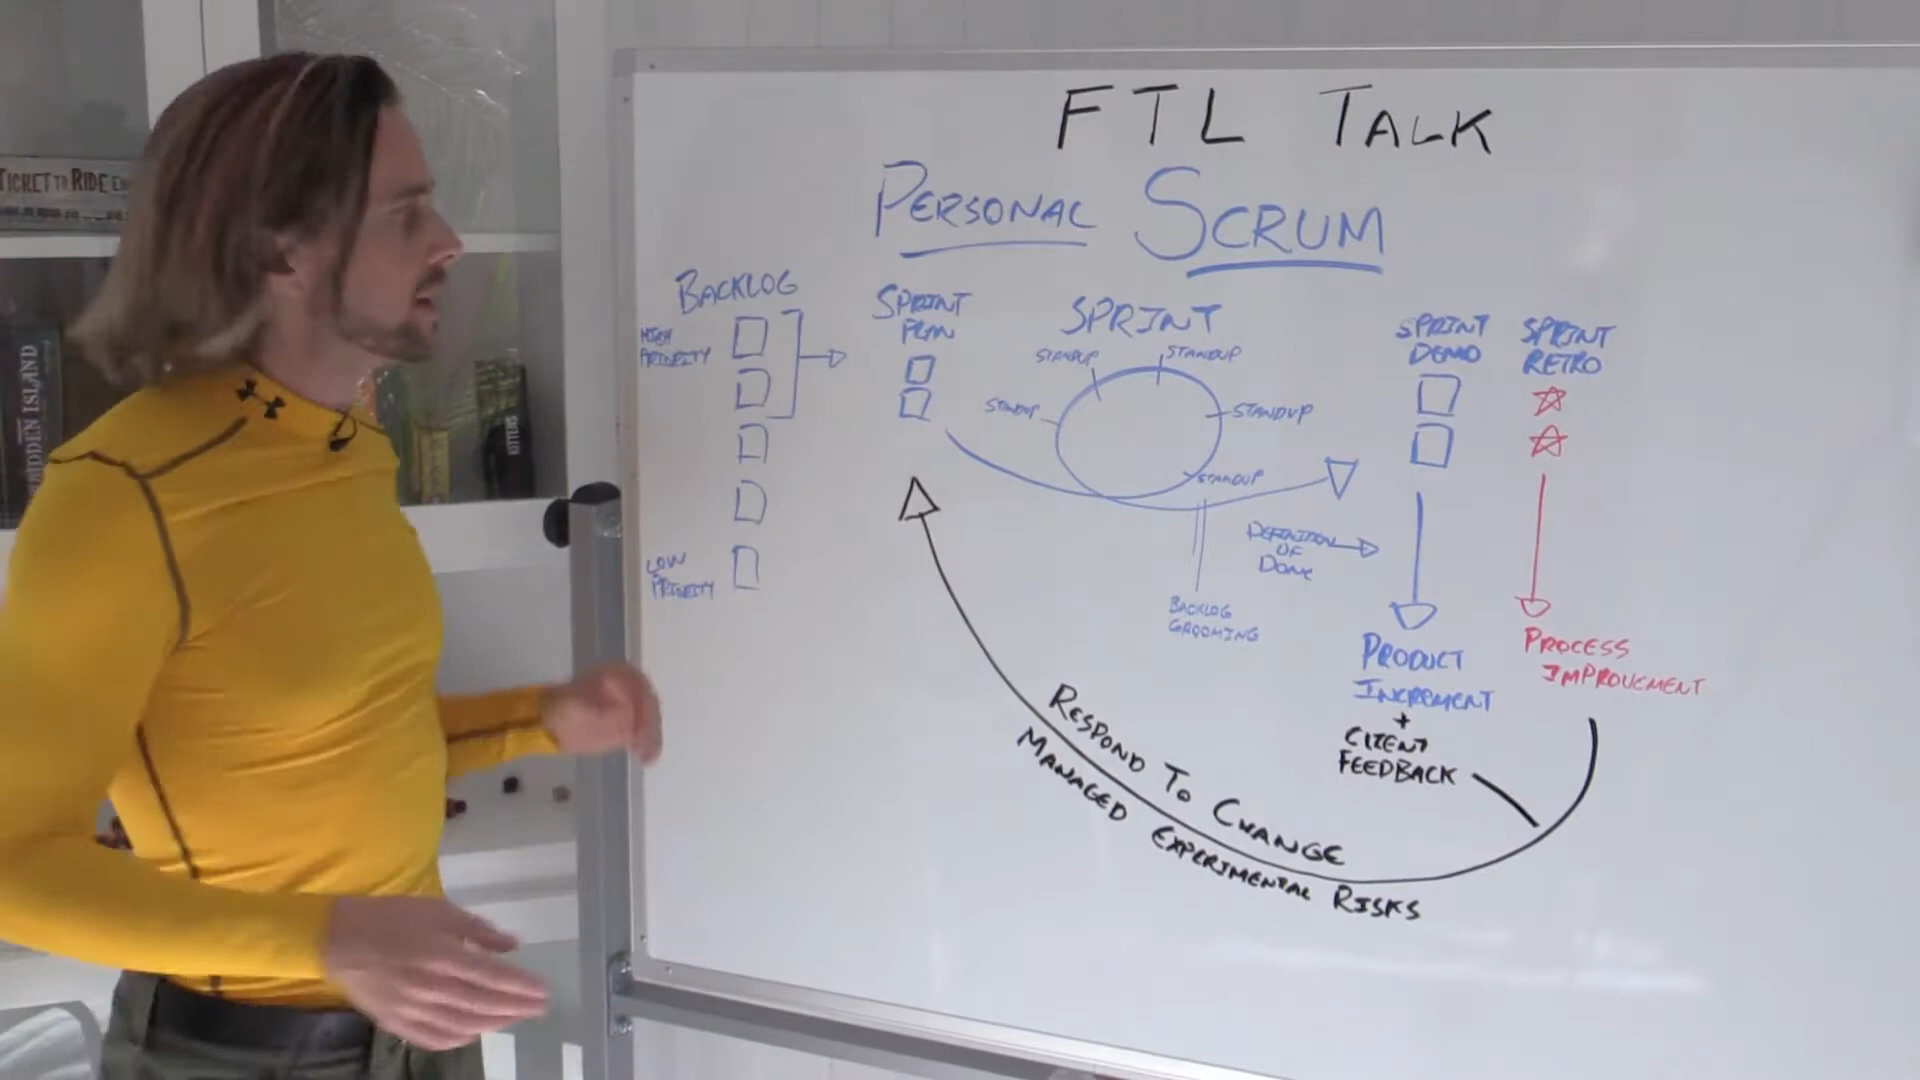 FTL TALK
PERSONAL SCRUM
BACKLOG
HIGH
PRIORITY
LOW
PRIORITY
SPRINT
PLAN
SPRINT
STANDUP
STANDUP
STANDUP
STANDUP
STANDUP
BACKLOG
GROOMING
DEFINITION
OF
DONE
SPRINT
DEMO
SPRINT
RETRO
PRODUCT
INCREMENT
+
CLIENT
FEEDBACK
PROCESS
IMPROVEMENT
RESPOND TO CHANGE
MANAGED EXPERIMENTAL RISKS
TICKET TO RIDE
HIDDEN ISLAND
KITTENS